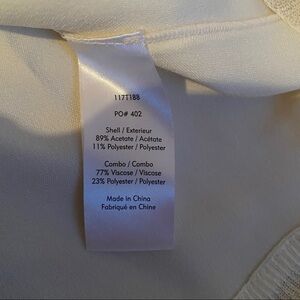 117T188
PO# 402
Shell / Exterieur
89% Acetate / Acétate
11% Polyester / Polyester
Combo / Combo
77% Viscose / Viscose
23% Polyester / Polyester
Made In China
Fabriqué en Chine